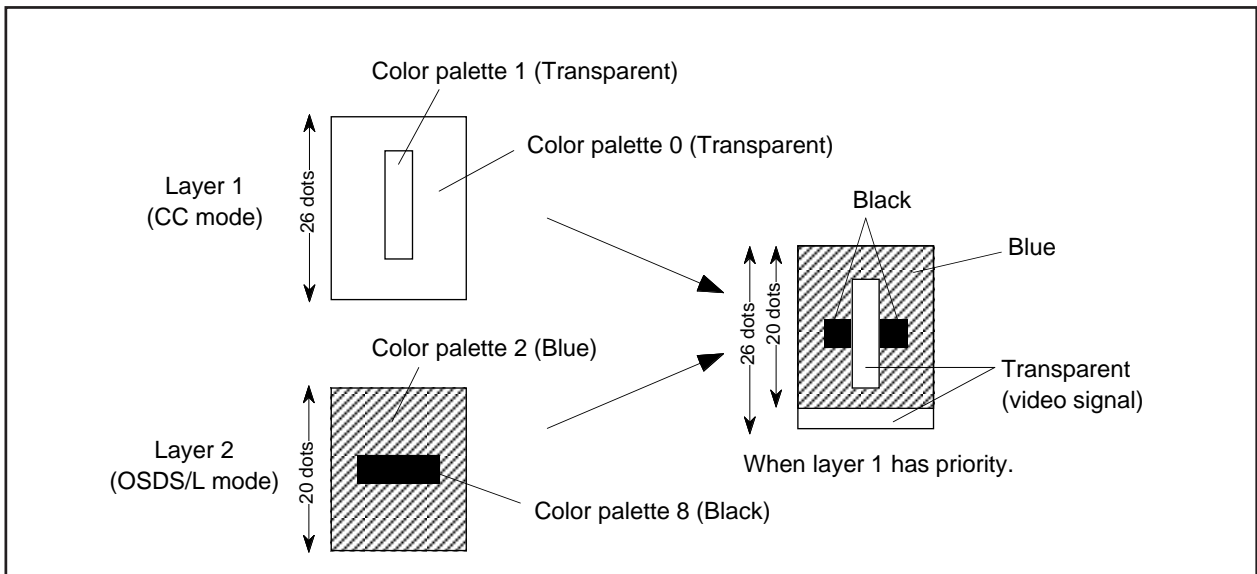 Color palette 1 (Transparent)
Color palette 0 (Transparent)
Layer 1
(CC mode)
26 dots
Black
Blue
26 dots
20 dots
Transparent
(video signal)
When layer 1 has priority.
Color palette 2 (Blue)
Layer 2
(OSDS/L mode)
20 dots
Color palette 8 (Black)